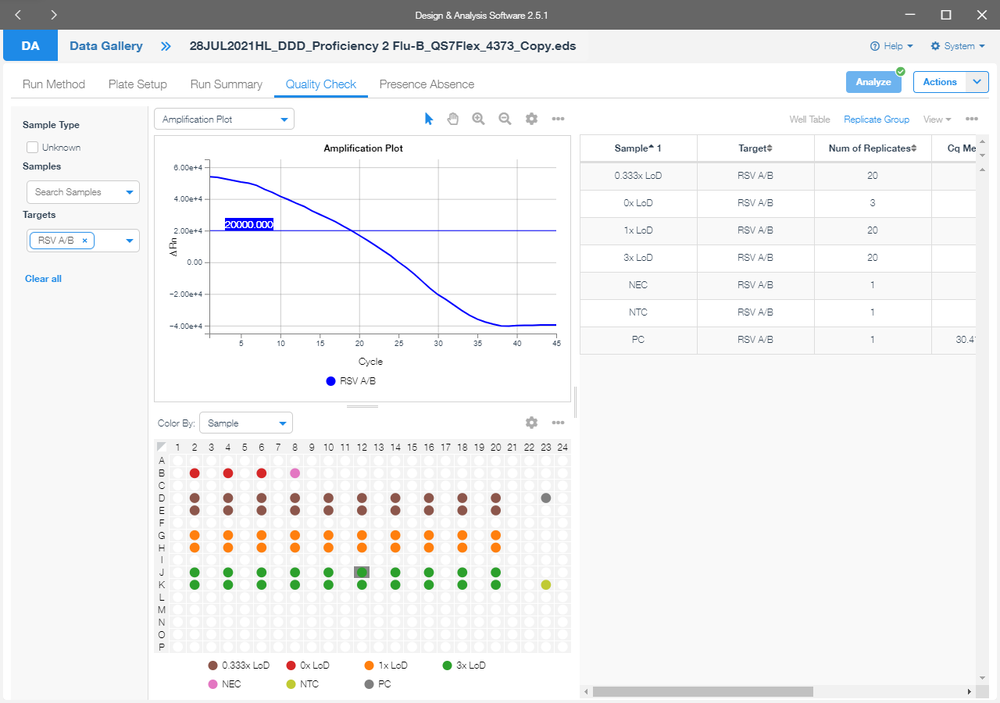 Design & Analysis Software 2.5.1
DA Data Gallery » 28JUL2021HL_DDD_Proficiency 2 Flu-B_QS7Flex_4373_Copy.eds Help System
Run Method Plate Setup Run Summary Quality Check Presence Absence Analyze Actions
Sample Type
Unknown
Samples
Search Samples
Targets
RSV A/B ×
Clear all
Amplification Plot
Amplification Plot
6.00e+4
4.00e+4
20000.000
2.00e+4
0.00
−2.00e+4
−4.00e+4
Δ Rn
5 10 15 20 25 30 35 40 45
Cycle
RSV A/B
Color By: Sample
1 2 3 4 5 6 7 8 9 10 11 12 13 14 15 16 17 18 19 20 21 22 23 24
A
B
C
D
E
F
G
H
I
J
K
L
M
N
O
P
0.333x LoD 0x LoD 1x LoD 3x LoD
NEC NTC PC
Well Table Replicate Group View
Sample 1 Target Num of Replicates Cq Me
0.333x LoD RSV A/B 20
0x LoD RSV A/B 3
1x LoD RSV A/B 20
3x LoD RSV A/B 20
NEC RSV A/B 1
NTC RSV A/B 1
PC RSV A/B 1 30.4